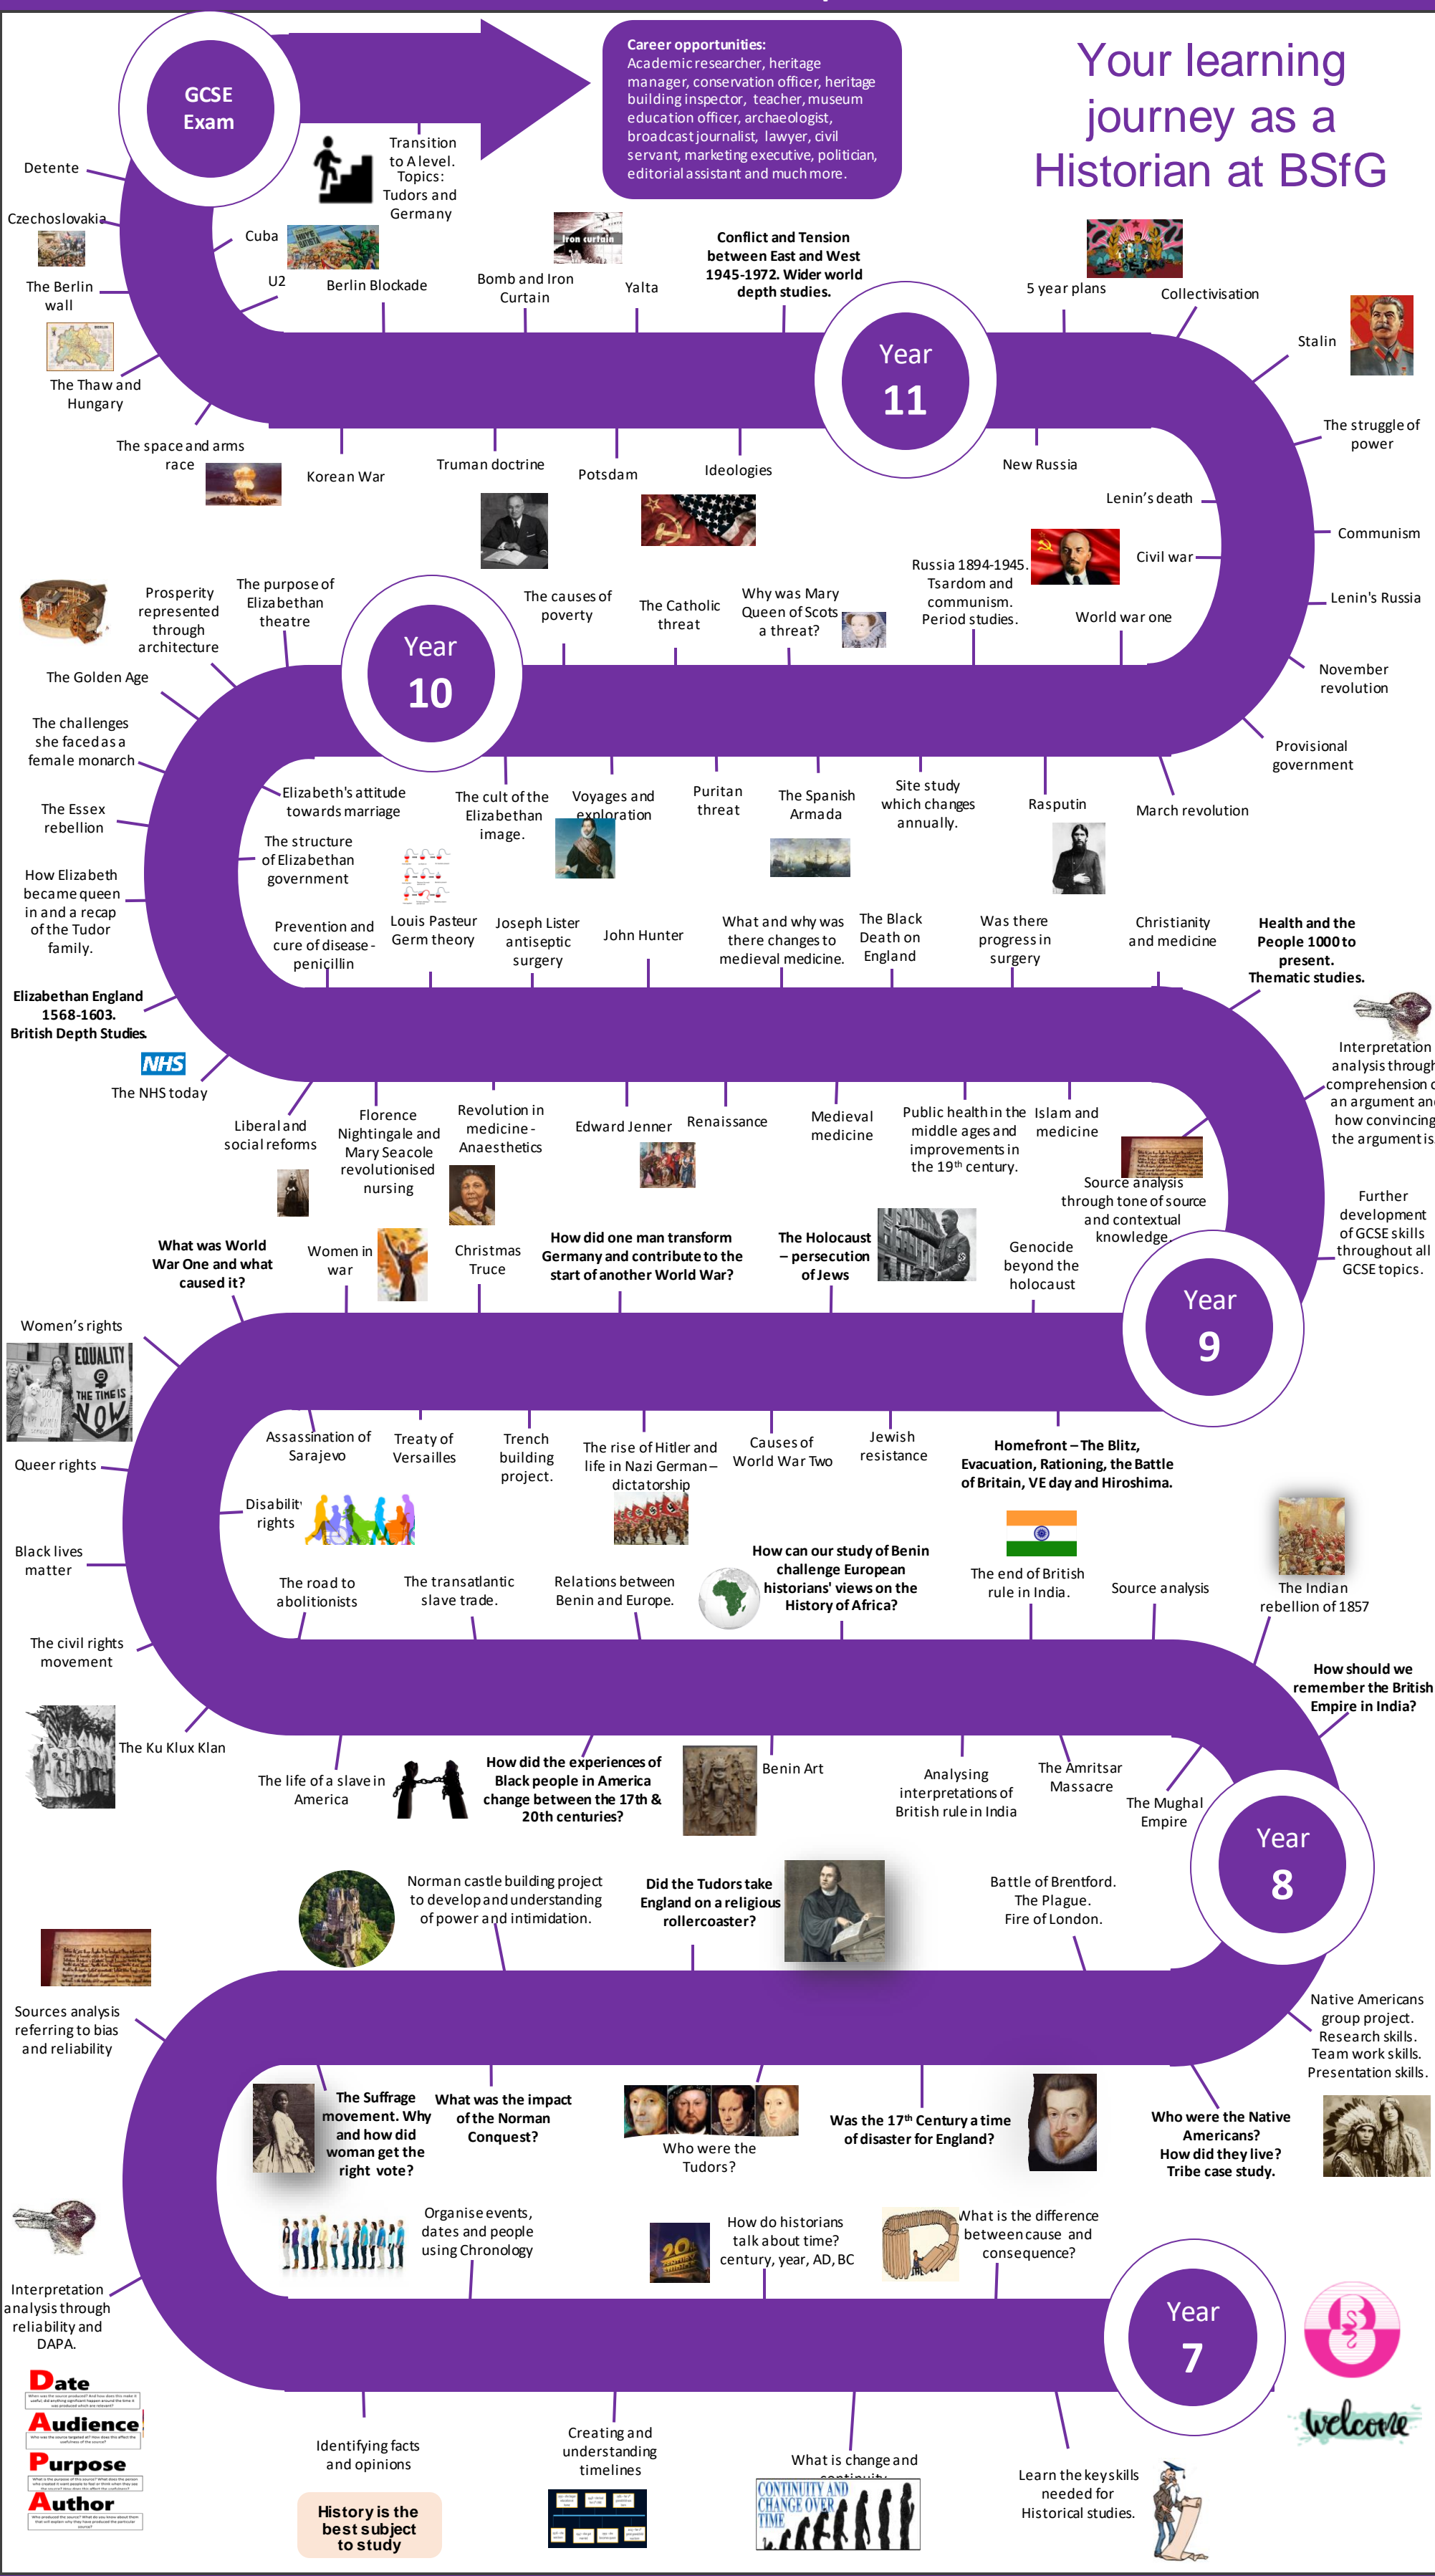 Your learning
journey as a
Historian at BSfG
Career opportunities:
Academic researcher, heritage
manager, conservation officer, heritage
building inspector, teacher, museum
education officer, archaeologist,
broadcast journalist, lawyer, civil
servant, marketing executive, politician,
editorial assistant and much more.
GCSE
Exam
Transition
to A level.
Topics:
Tudors and
Germany
Detente
Czechoslovakia
Cuba
The Berlin
wall
U2
Berlin Blockade
Bomb and Iron
Curtain
Iron curtain
Yalta
Conflict and Tension
between East and West
1945-1972. Wider world
depth studies.
5 year plans
Collectivisation
Stalin
The Thaw and
Hungary
The space and arms
race
Korean War
Truman doctrine
Potsdam
Ideologies
Year
11
New Russia
The struggle of
power
Lenin's death
Communism
Civil war
Lenin's Russia
World war one
November
revolution
Provisional
government
Russia 1894-1945.
Tsardom and
communism.
Period studies.
Why was Mary
Queen of Scots
a threat?
The Catholic
threat
The causes of
poverty
Year
10
The purpose of
Elizabethan
theatre
Prosperity
represented
through
architecture
The Golden Age
The challenges
she faced as a
female monarch
The Essex
rebellion
How Elizabeth
became queen
in and a recap
of the Tudor
family.
Elizabeth's attitude
towards marriage
The structure
of Elizabethan
government
The cult of the
Elizabethan
image.
Voyages and
exploration
Puritan
threat
The Spanish
Armada
Site study
which changes
annually.
Rasputin
March revolution
Elizabethan England
1568-1603.
British Depth Studies.
Prevention and
cure of disease -
penicillin
Louis Pasteur
Germ theory
Joseph Lister
antiseptic
surgery
John Hunter
What and why was
there changes to
medieval medicine.
The Black
Death on
England
Was there
progress in
surgery
Christianity
and medicine
Health and the
People 1000 to
present.
Thematic studies.
NHS
The NHS today
Liberal and
social reforms
Florence
Nightingale and
Mary Seacole
revolutionised
nursing
Revolution in
medicine -
Anaesthetics
Edward Jenner
Renaissance
Medieval
medicine
Public health in the
middle ages and
improvements in
the 19th century.
Islam and
medicine
Source analysis
through tone of source
and contextual
knowledge.
Interpretation
analysis through
comprehension
an argument
how convincing
the argument is.
Further
development
of GCSE skills
throughout all
GCSE topics.
Year
9
What was World
War One and what
caused it?
Women in
war
Christmas
Truce
How did one man transform
Germany and contribute to the
start of another World War?
The Holocaust
– persecution
of Jews
Genocide
beyond the
holocaust
Women's rights
EQUALITY
THE TIME IS
NOW
Queer rights
Black lives
matter
The civil rights
movement
The Ku Klux Klan
Assassination of
Sarajevo
Treaty of
Versailles
Trench
building
project.
The rise of Hitler and
life in Nazi German –
dictatorship
Causes of
World War Two
Jewish
resistance
Homefront – The Blitz,
Evacuation, Rationing, the Battle
of Britain, VE day and Hiroshima.
Disability
rights
The road to
abolitionists
The transatlantic
slave trade.
Relations between
Benin and Europe.
How can our study of Benin
challenge European
historians' views on the
History of Africa?
The end of British
rule in India.
Source analysis
The Indian
rebellion of 1857
How should we
remember the British
Empire in India?
The life of a slave in
America
How did the experiences of
Black people in America
change between the 17th &
20th centuries?
Benin Art
Analysing
interpretations of
British rule in India
The Amritsar
Massacre
The Mughal
Empire
Year
8
Norman castle building project
to develop and understanding
of power and intimidation.
Did the Tudors take
England on a religious
rollercoaster?
Battle of Brentford.
The Plague.
Fire of London.
Native Americans
group project.
Research skills.
Team work skills.
Presentation skills.
Sources analysis
referring to bias
and reliability
The Suffrage
movement. Why
and how did
woman get the
right vote?
What was the impact
of the Norman
Conquest?
Who were the
Tudors?
Was the 17th Century a time
of disaster for England?
Who were the Native
Americans?
How did they live?
Tribe case study.
Organise events,
dates and people
using Chronology
How do historians
talk about time?
century, year, AD, BC
What is the difference
between cause and
consequence?
Interpretation
analysis through
reliability and
DAPA.
Year
7
welcome
Date
Audience
Purpose
Author
Identifying facts
and opinions
History is the
best subject
to study
Creating and
understanding
timelines
What is change and
continuity
CONTINUITY AND
CHANGE OVER
TIME
Learn the key skills
needed for
Historical studies.